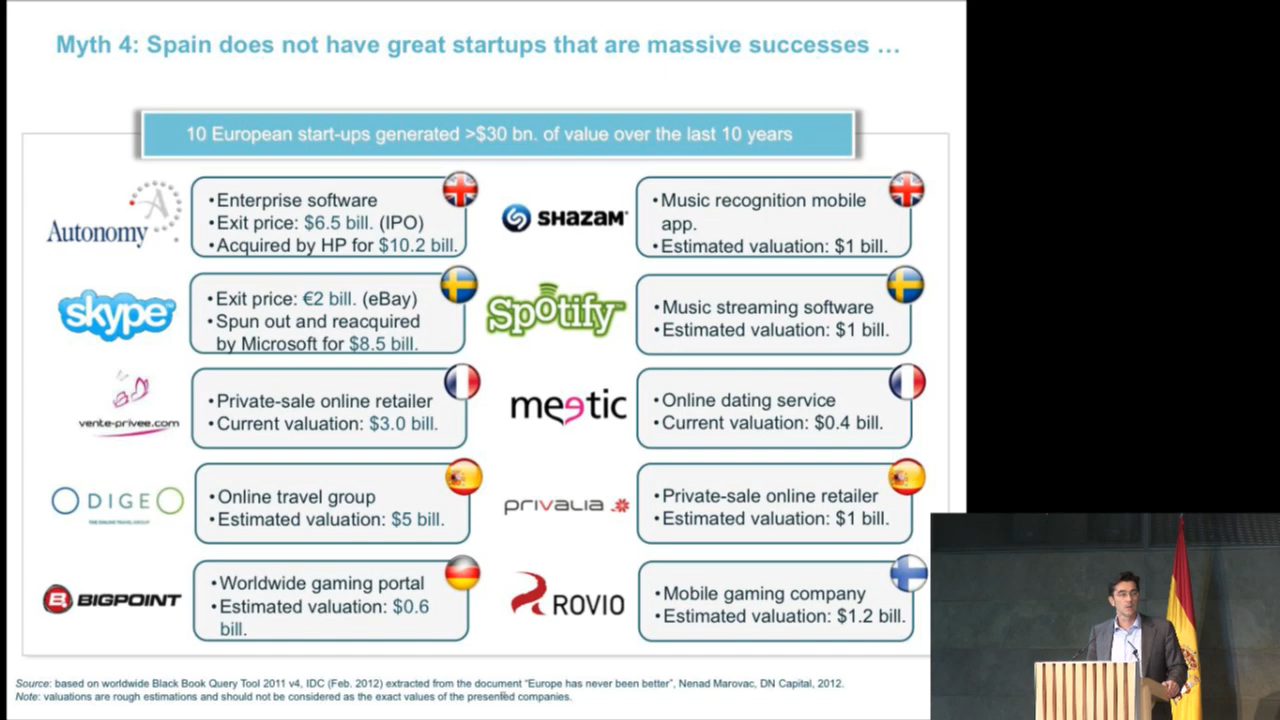 Myth 4: Spain does not have great startups that are massive successes …
10 European start-ups generated >$30 bn. of value over the last 10 years
Autonomy
•Enterprise software
•Exit price: $6.5 bill. (IPO)
•Acquired by HP for $10.2 bill.
SHAZAM
•Music recognition mobile
app.
•Estimated valuation: $1 bill.
skype
•Exit price: €2 bill. (eBay)
•Spun out and reacquired
by Microsoft for $8.5 bill.
Spotify
•Music streaming software
•Estimated valuation: $1 bill.
vente-privee.com
•Private-sale online retailer
•Current valuation: $3.0 bill.
meetic
•Online dating service
•Current valuation: $0.4 bill.
ODIGEO
THE ONLINE TRAVEL GROUP
•Online travel group
•Estimated valuation: $5 bill.
PRIVALIA
•Private-sale online retailer
•Estimated valuation: $1 bill.
BIGPOINT
•Worldwide gaming portal
•Estimated valuation: $0.6
bill.
ROVIO
•Mobile gaming company
•Estimated valuation: $1.2 bill.
Source: based on worldwide Black Book Query Tool 2011 v4, IDC (Feb. 2012) extracted from the document “Europe has never been better”, Nenad Marovac, DN Capital, 2012.
Note: valuations are rough estimations and should not be considered as the exact values of the presented companies.